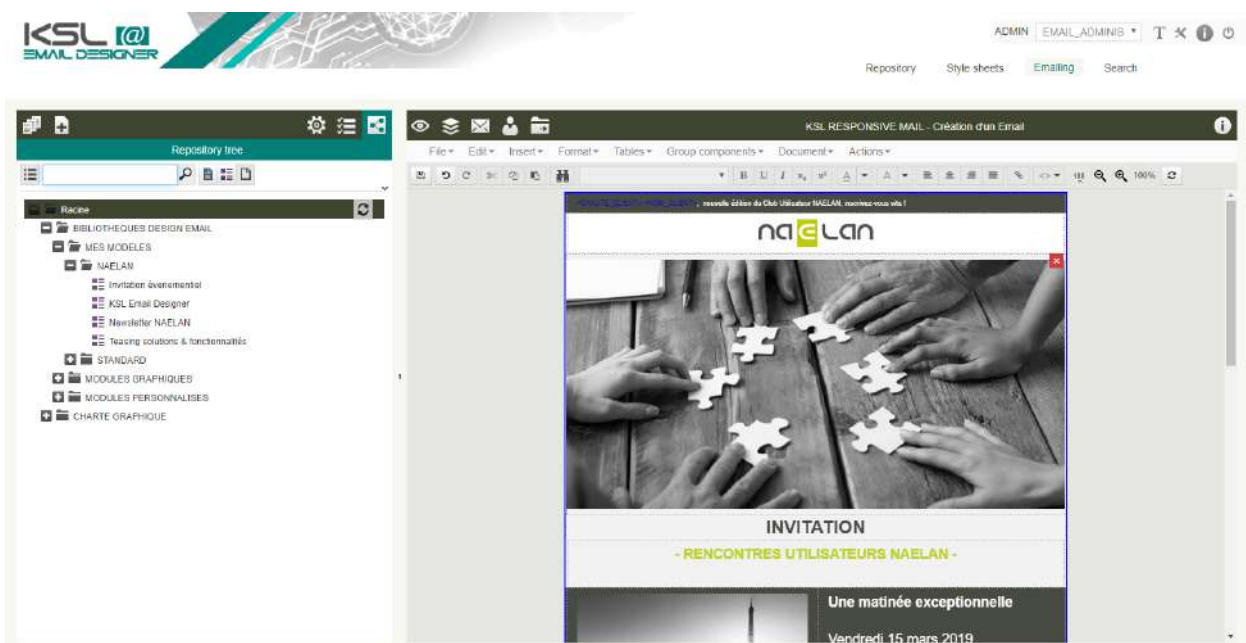 KSL [@]
EMAIL DESIGNER
ADMIN EMAIL_ADMINIS
Repository Style sheets Emailing Search
Repository tree
KSL RESPONSIVE MAIL - Création d'un Email
File Edit Insert Format Tables Group components Document Actions
B U I 100%
Racine
BIBLIOTHEQUES DESIGN EMAIL
MES MODELES
NAELAN
Invitation évenementiel
KSL Email Designer
Newsletter NAELAN
Teasing solutions & fonctionnalités
STANDARD
MODULES GRAPHIQUES
MODULES PERSONNALISES
CHARTE GRAPHIQUE
, nouvelle édition du Club Utilisateur NAELAN, inscrivez-vous vite !
naelan
INVITATION
- RENCONTRES UTILISATEURS NAELAN -
Une matinée exceptionnelle
Vendredi 15 mars 2019